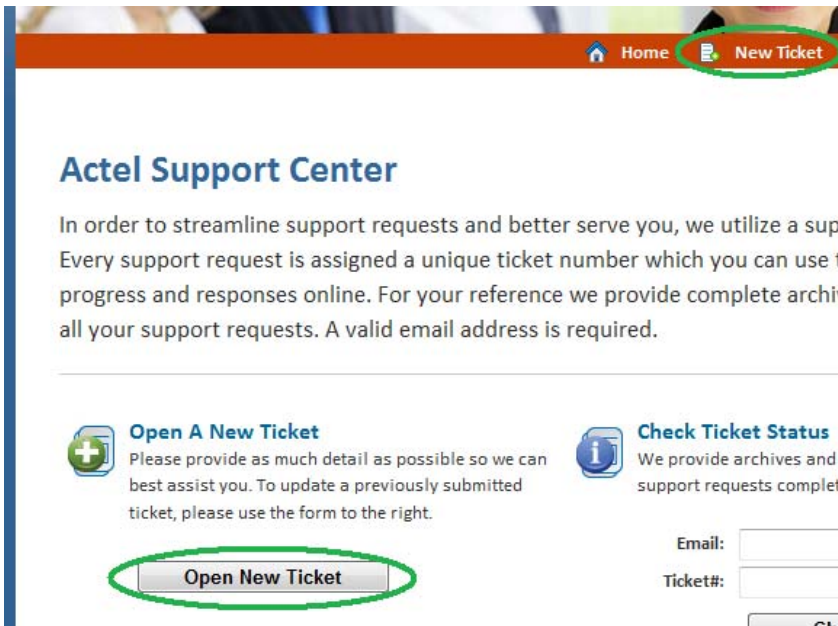 Home New Ticket
Actel Support Center
In order to streamline support requests and better serve you, we utilize a
Every support request is assigned a unique ticket number which you can use
progress and responses online. For your reference we provide complete
all your support requests. A valid email address is required.
Open A New Ticket
Please provide as much detail as possible so we can
best assist you. To update a previously submitted
ticket, please use the form to the right.
Open New Ticket
Check Ticket Status
We provide archives and
support requests
Email:
Ticket#: